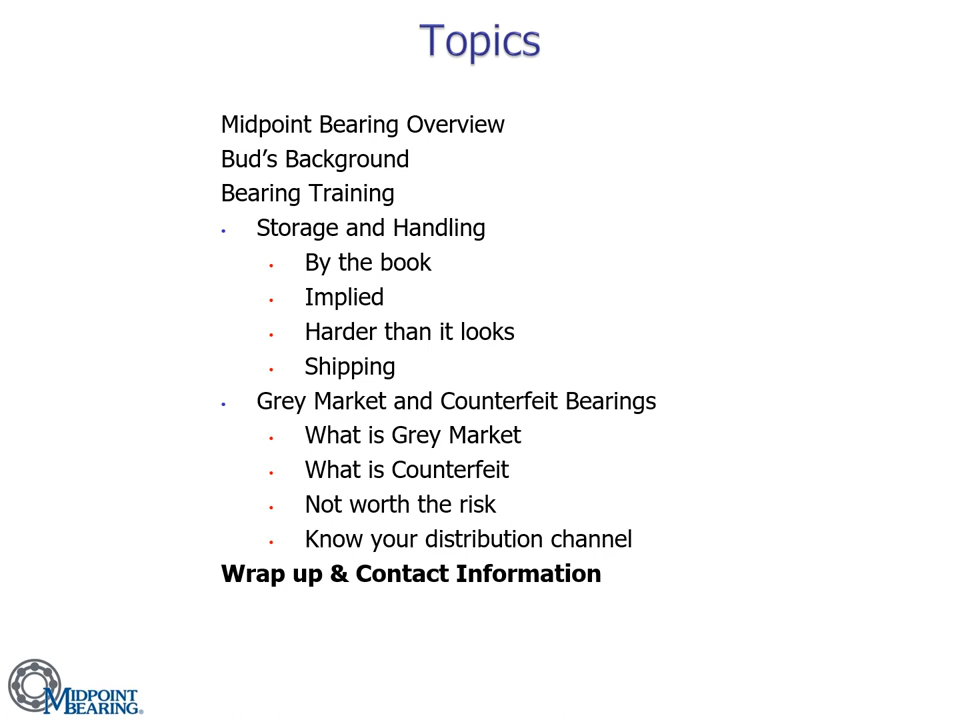 Topics
Midpoint Bearing Overview
Bud’s Background
Bearing Training
• Storage and Handling
• By the book
• Implied
• Harder than it looks
• Shipping
• Grey Market and Counterfeit Bearings
• What is Grey Market
• What is Counterfeit
• Not worth the risk
• Know your distribution channel
Wrap up & Contact Information
MIDPOINT
BEARING®